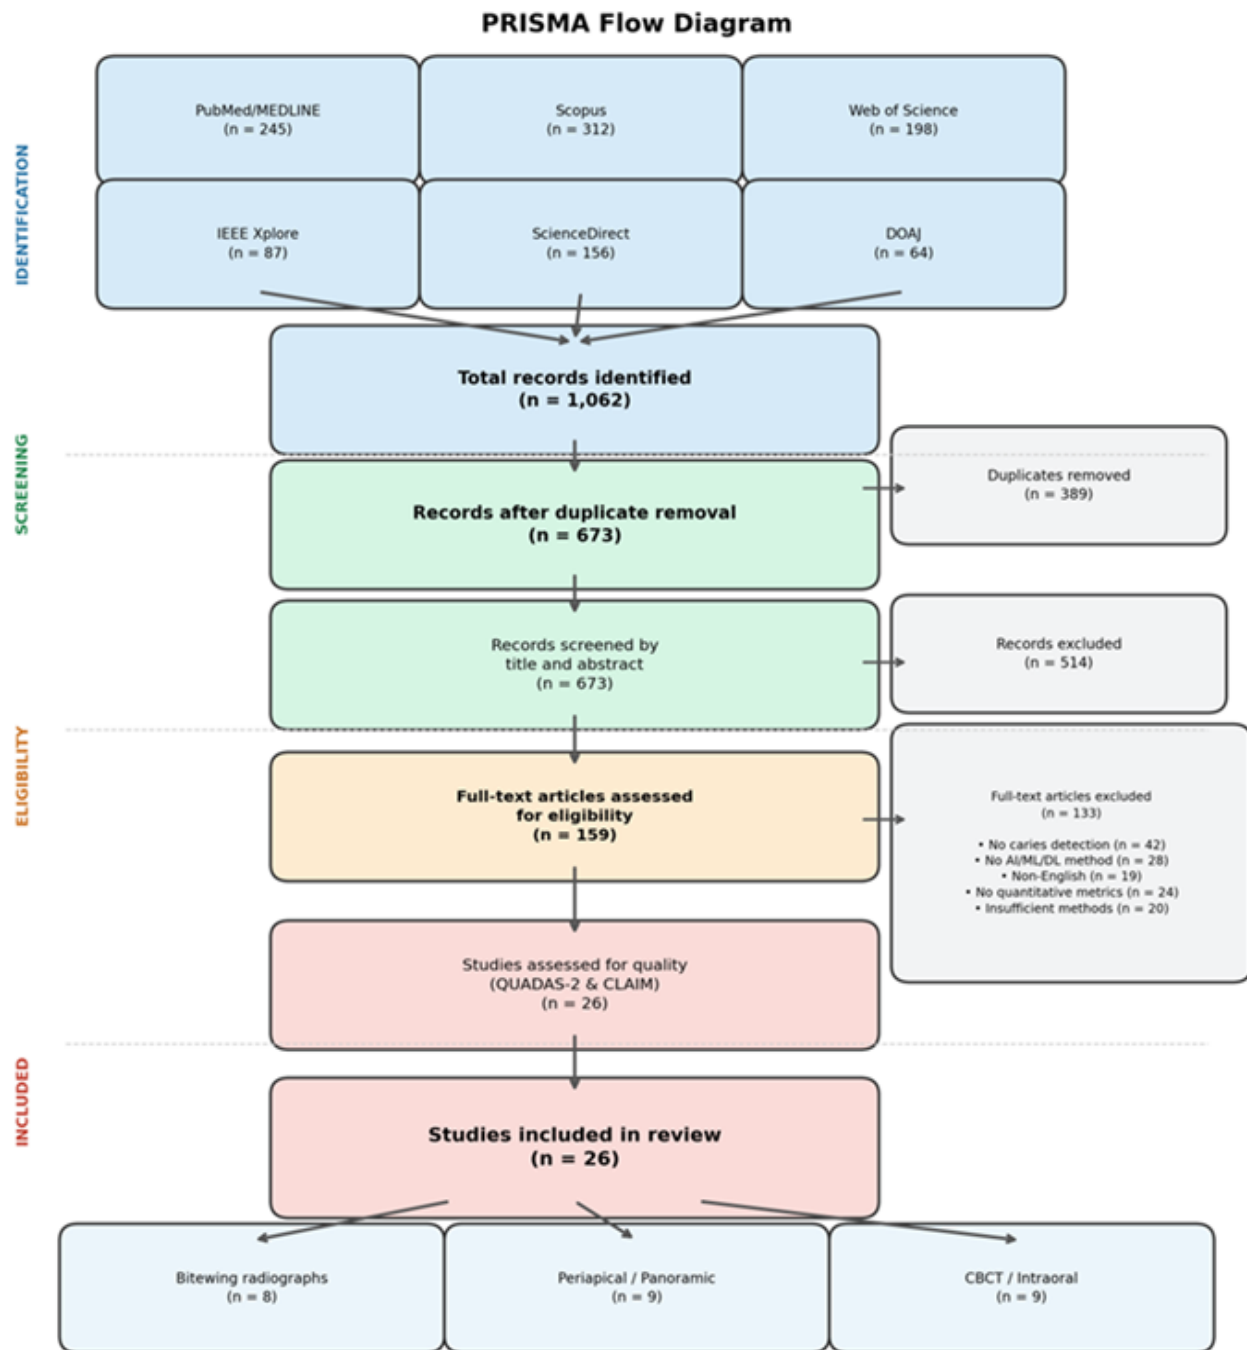 PRISMA Flow Diagram
IDENTIFICATION
PubMed/MEDLINE
(n = 245)
Scopus
(n = 312)
Web of Science
(n = 198)
IEEE Xplore
(n = 87)
ScienceDirect
(n = 156)
DOAJ
(n = 64)
Total records identified
(n = 1,062)
SCREENING
Duplicates removed
(n = 389)
Records after duplicate removal
(n = 673)
Records screened by
title and abstract
(n = 673)
Records excluded
(n = 514)
ELIGIBILITY
Full-text articles assessed
for eligibility
(n = 159)
Full-text articles excluded
(n = 133)
• No caries detection (n = 42)
• No AI/ML/DL method (n = 28)
• Non-English (n = 19)
• No quantitative metrics (n = 24)
• Insufficient methods (n = 20)
Studies assessed for quality
(QUADAS-2 & CLAIM)
(n = 26)
INCLUDED
Studies included in review
(n = 26)
Bitewing radiographs
(n = 8)
Periapical / Panoramic
(n = 9)
CBCT / Intraoral
(n = 9)